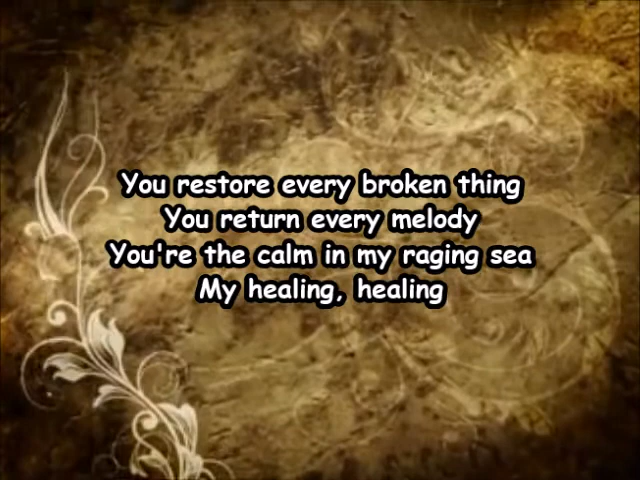 You restore every broken thing
You return every melody
You're the calm in my raging sea
My healing, healing